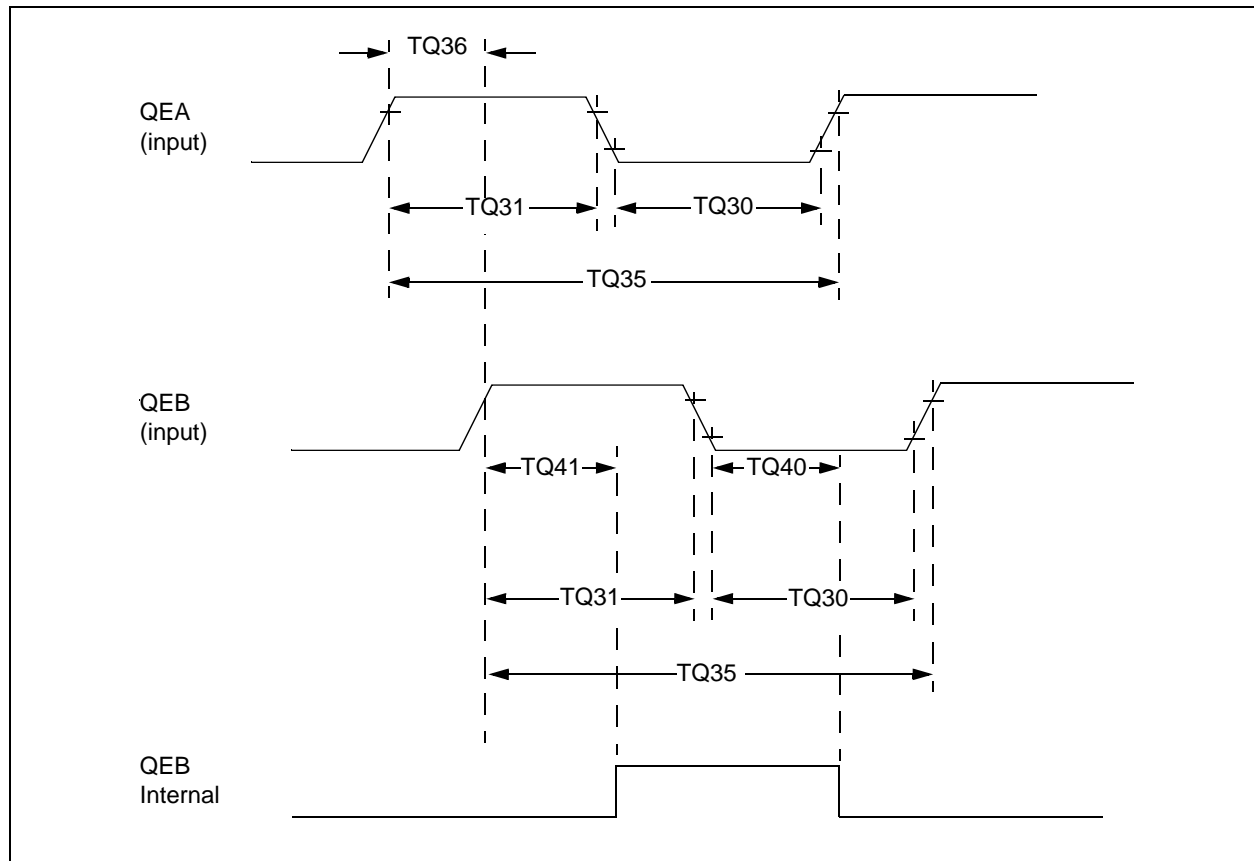 TQ36
QEA
(input)
TQ31
TQ30
TQ35
QEB
(input)
TQ41
TQ40
TQ31
TQ30
TQ35
QEB
Internal